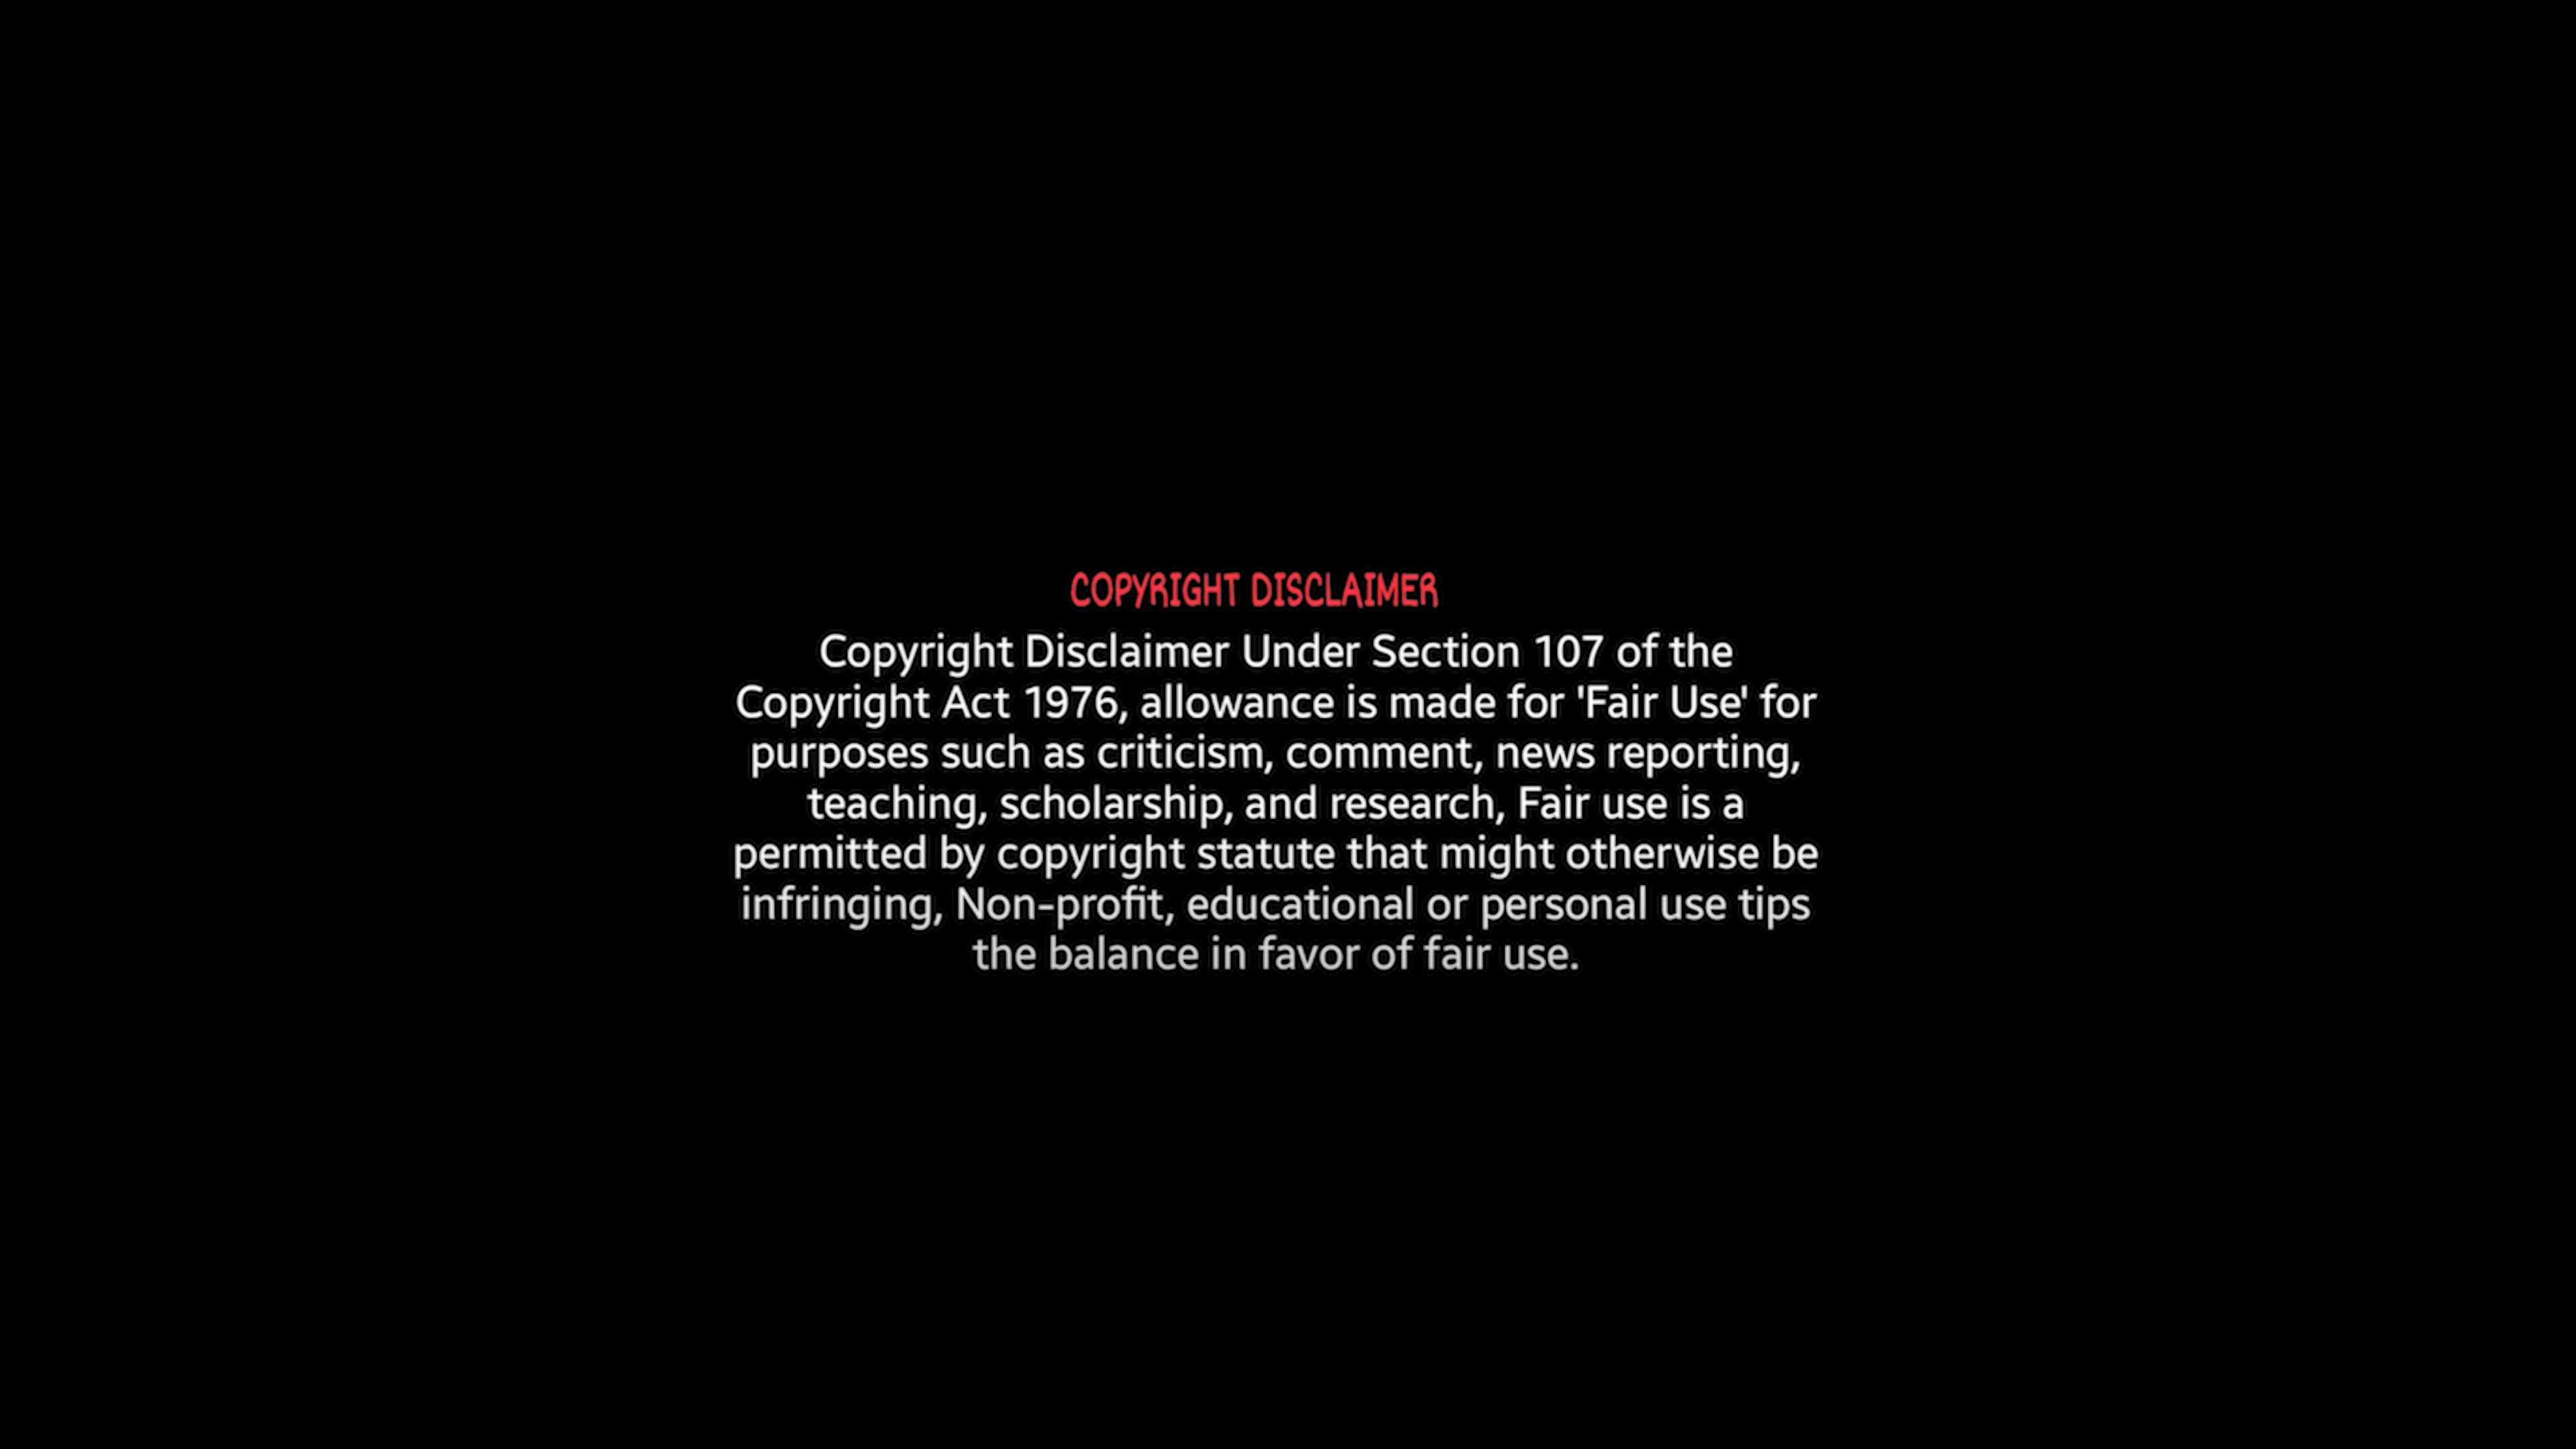 COPYRIGHT DISCLAIMER
Copyright Disclaimer Under Section 107 of the
Copyright Act 1976, allowance is made for 'Fair Use' for
purposes such as criticism, comment, news reporting,
teaching, scholarship, and research, Fair use is a
permitted by copyright statute that might otherwise be
infringing, Non-profit, educational or personal use tips
the balance in favor of fair use.